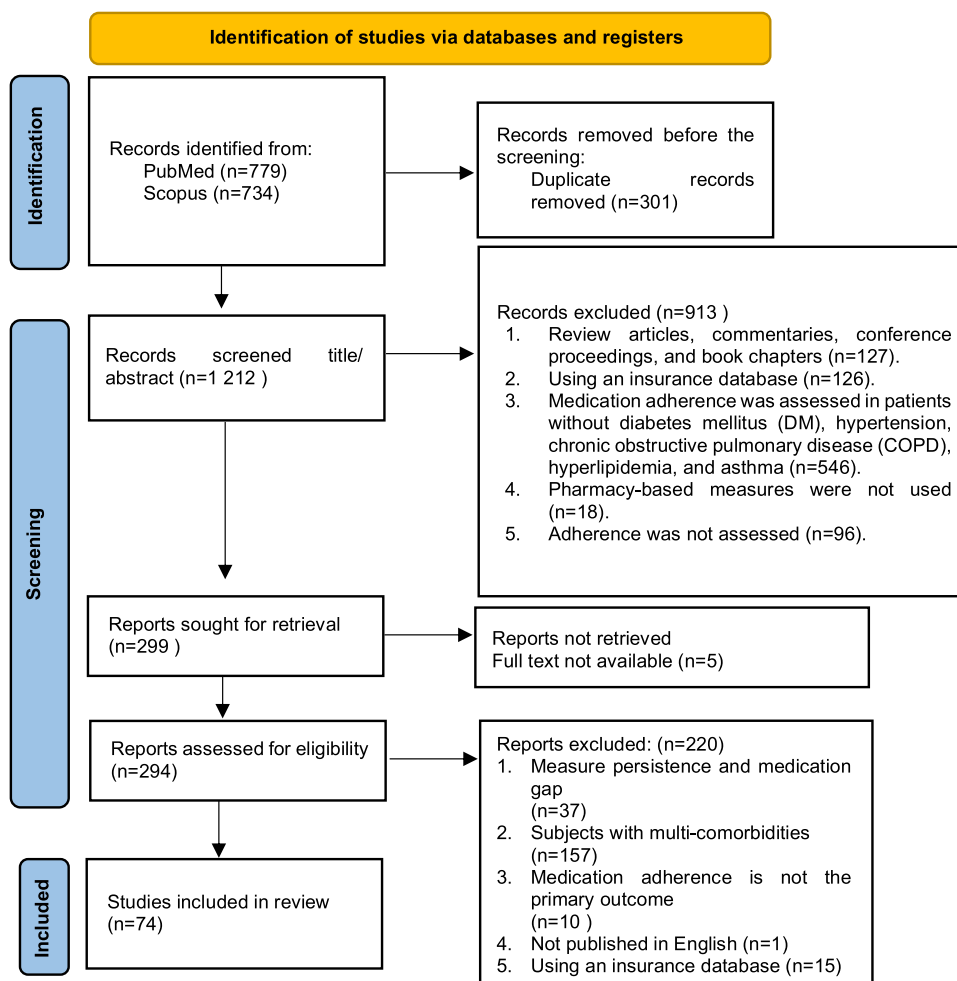 Identification of studies via databases and registers
Identification
Records identified from:
PubMed (n=779)
Scopus (n=734)
Records removed before the
screening:
Duplicate records
removed (n=301)
Screening
Records screened title/
abstract (n=1 212 )
Records excluded (n=913 )
1. Review articles, commentaries, conference
proceedings, and book chapters (n=127).
2. Using an insurance database (n=126).
3. Medication adherence was assessed in patients
without diabetes mellitus (DM), hypertension,
chronic obstructive pulmonary disease (COPD),
hyperlipidemia, and asthma (n=546).
4. Pharmacy-based measures were not used
(n=18).
5. Adherence was not assessed (n=96).
Reports sought for retrieval
(n=299 )
Reports not retrieved
Full text not available (n=5)
Reports assessed for eligibility
(n=294)
Reports excluded: (n=220)
1. Measure persistence and medication
gap
(n=37)
2. Subjects with multi-comorbidities
(n=157)
3. Medication adherence is not the
primary outcome
(n=10 )
4. Not published in English (n=1)
5. Using an insurance database (n=15)
Included
Studies included in review
(n=74)